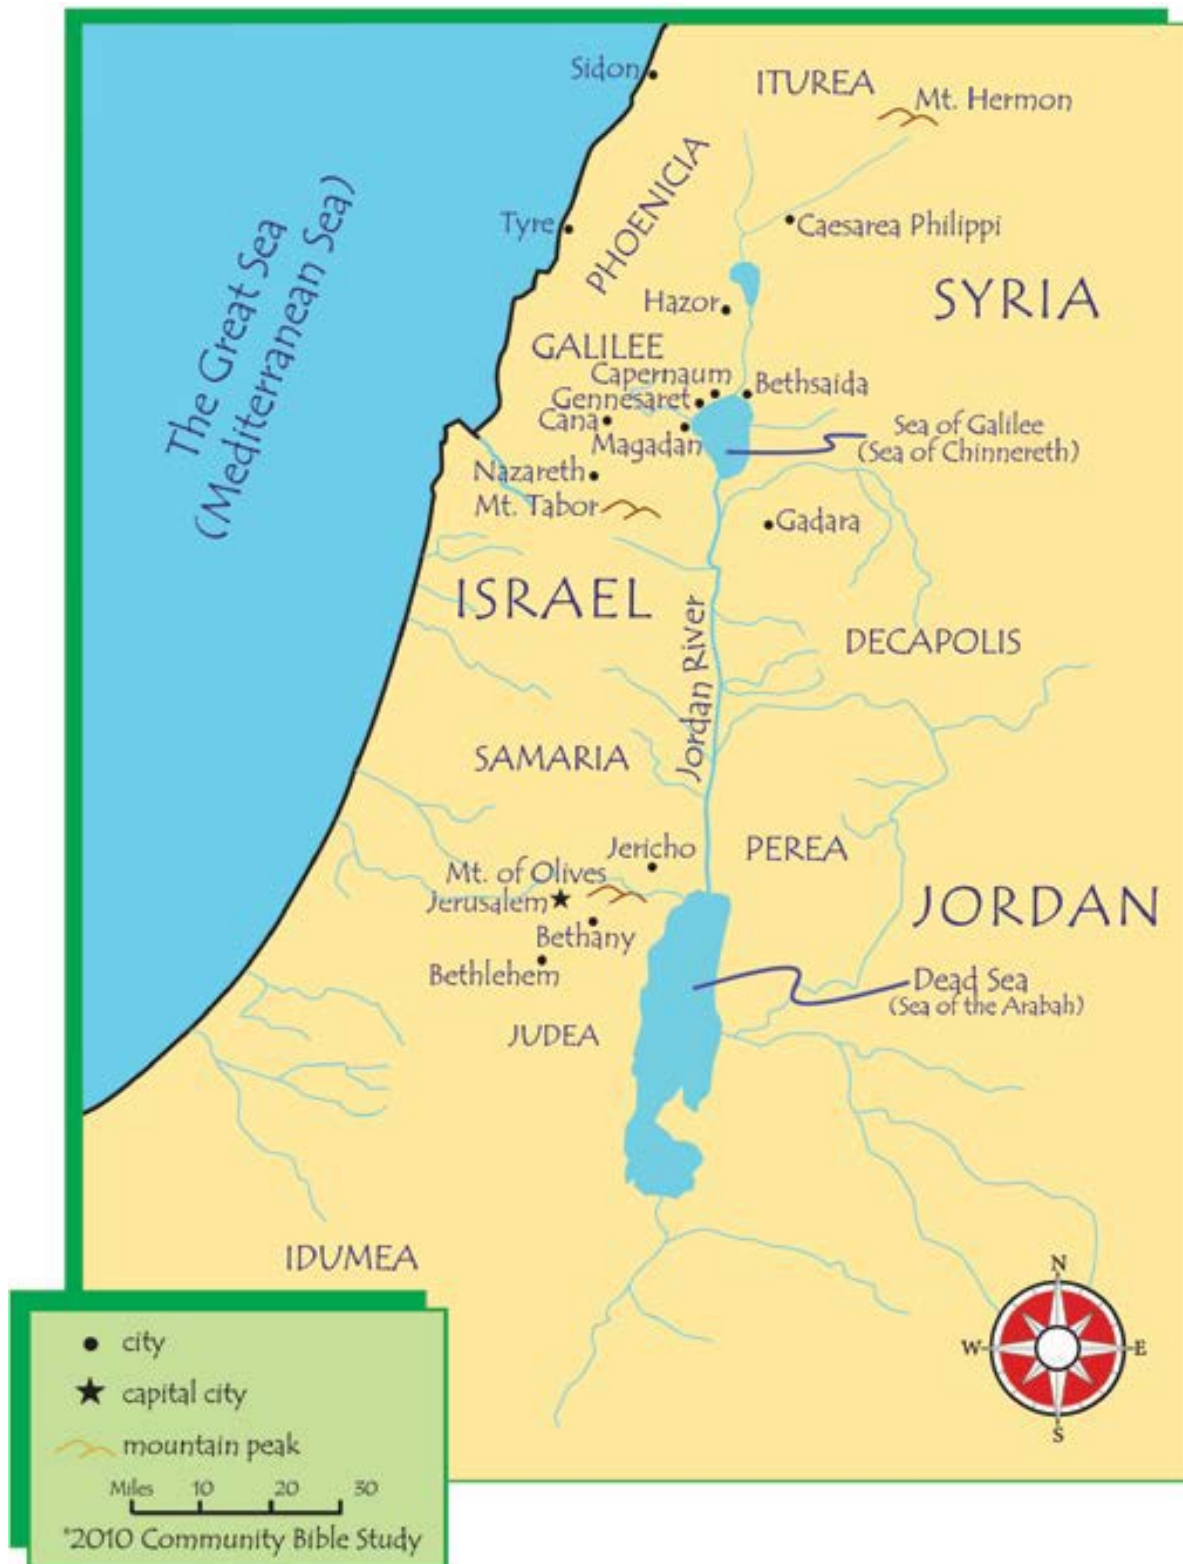 Sidon
ITUREA
Mt. Hermon
PHOENICIA
Tyre
Caesarea Philippi
The Great Sea
(Mediterranean Sea)
SYRIA
Hazor
GALILEE
Capernaum
Bethsaida
Gennesaret
Cana
Magadan
Sea of Galilee
(Sea of Chinnereth)
Nazareth
Mt. Tabor
Gadara
ISRAEL
Jordan River
DECAPOLIS
SAMARIA
Jericho
PEREA
Mt. of Olives
Jerusalem
JORDAN
Bethany
Bethlehem
Dead Sea
(Sea of the Arabah)
JUDEA
IDUMEA
N
W
E
S
city
capital city
mountain peak
Miles 10 20 30
©2010 Community Bible Study